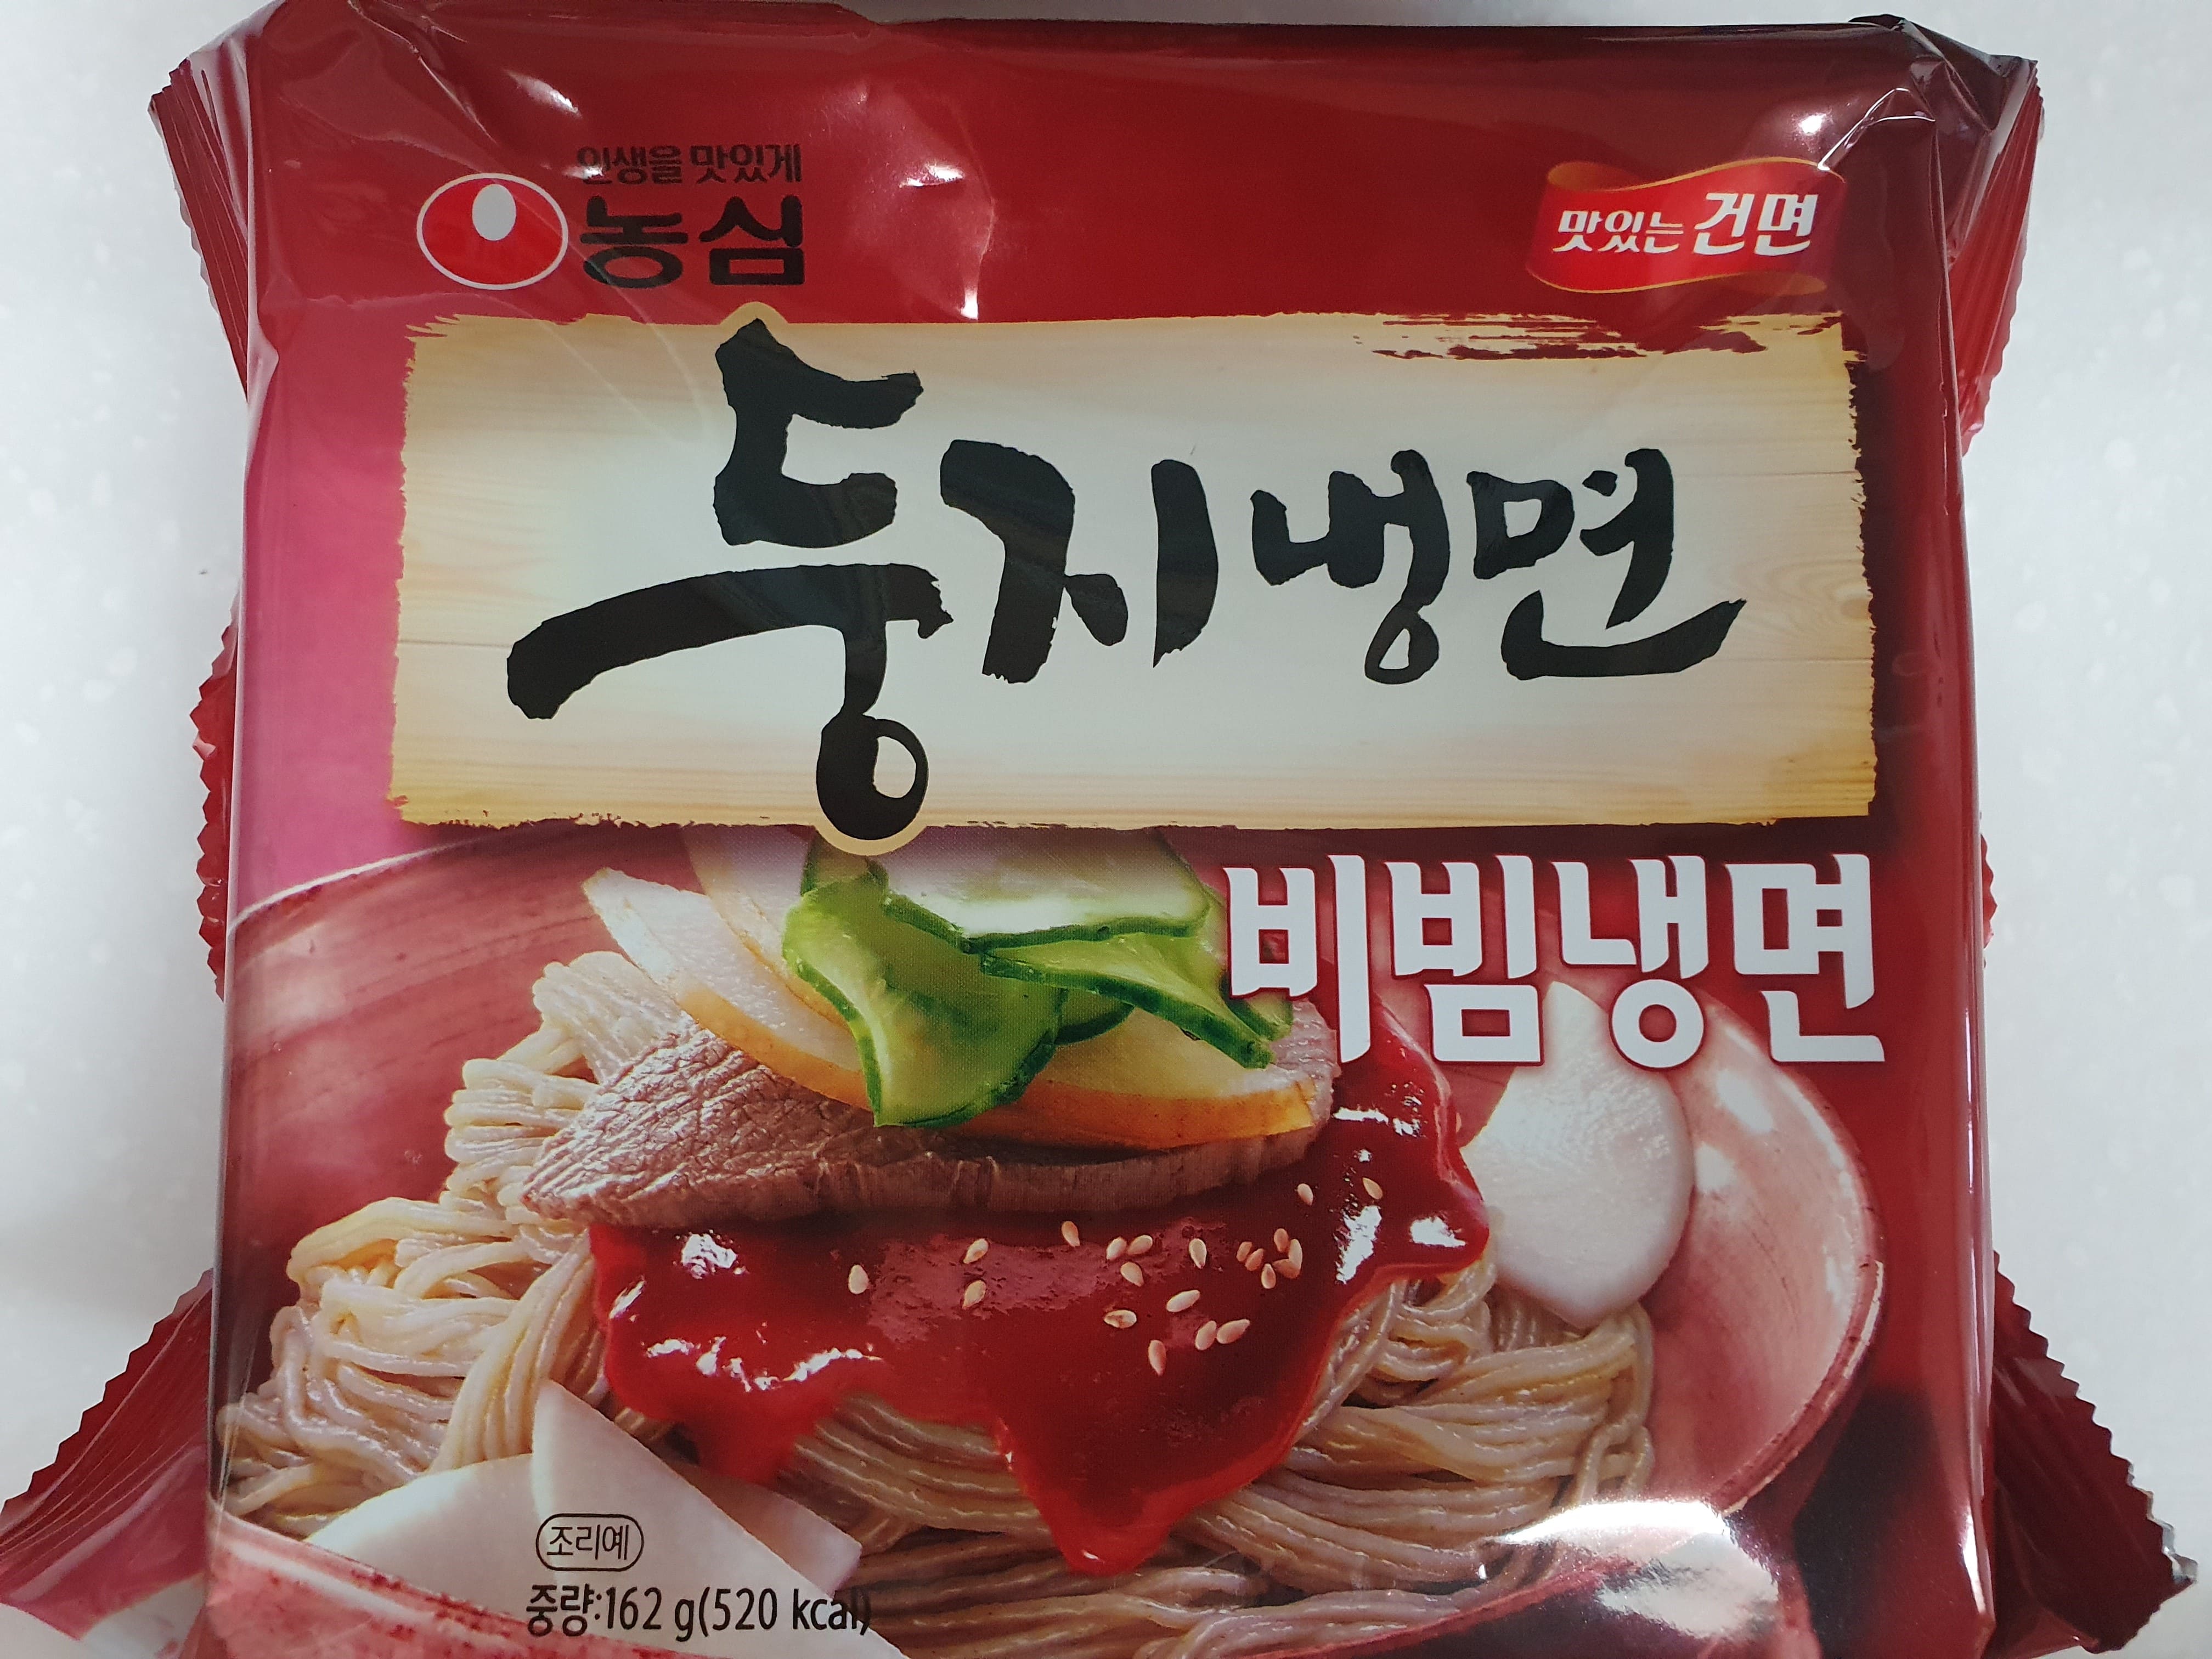 인생을 맛있게
농심
맛있는 건면
둥지냉면
비빔냉면
조리예
중량:162 g(520 kcal)